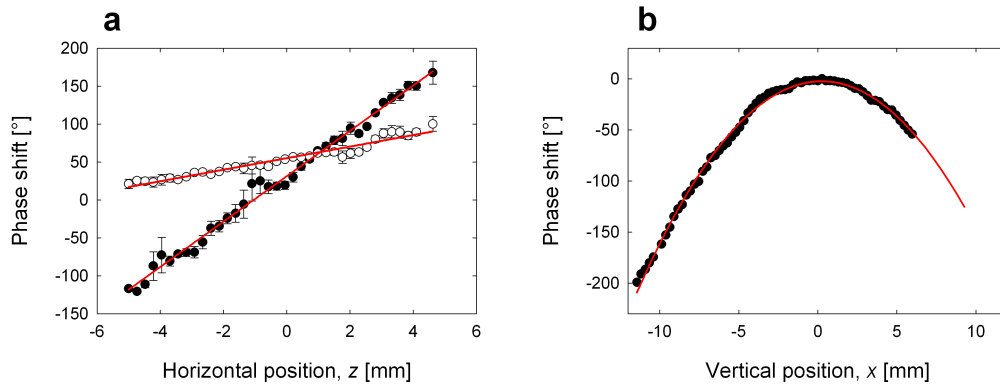 a
200
150
100
50
0
-50
-100
-150
-6 -4 -2 0 2 4 6
Phase shift [°]
Horizontal position, z [mm]
b
0
-50
-100
-150
-200
-10 -5 0 5 10
Phase shift [°]
Vertical position, x [mm]